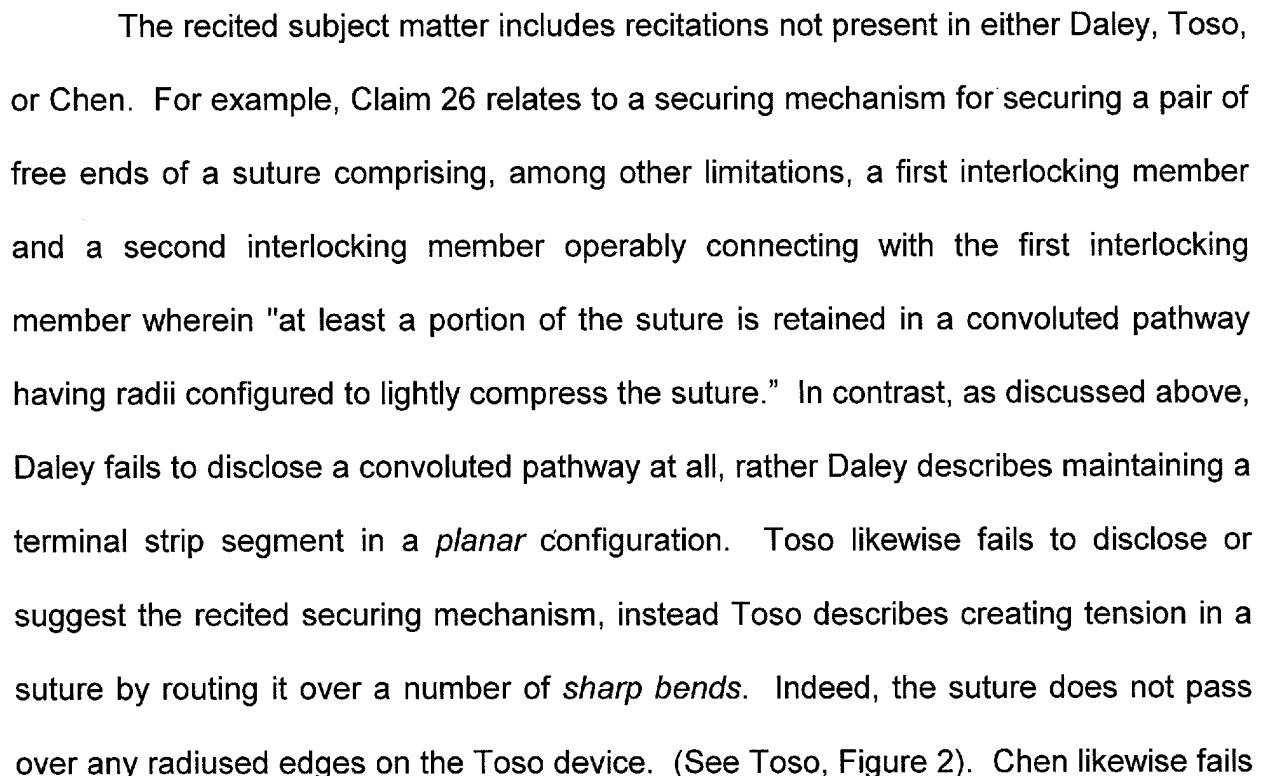 The recited subject matter includes recitations not present in either Daley, Toso,
or Chen. For example, Claim 26 relates to a securing mechanism for securing a pair of
free ends of a suture comprising, among other limitations, a first interlocking member
and a second interlocking member operably connecting with the first interlocking
member wherein "at least a portion of the suture is retained in a convoluted pathway
having radii configured to lightly compress the suture.” In contrast, as discussed above,
Daley fails to disclose a convoluted pathway at all, rather Daley describes maintaining a
terminal strip segment in a planar configuration. Toso likewise fails to disclose or
suggest the recited securing mechanism, instead Toso describes creating tension in a
suture by routing it over a number of sharp bends. Indeed, the suture does not pass
over any radiused edges on the Toso device. (See Toso, Figure 2). Chen likewise fails